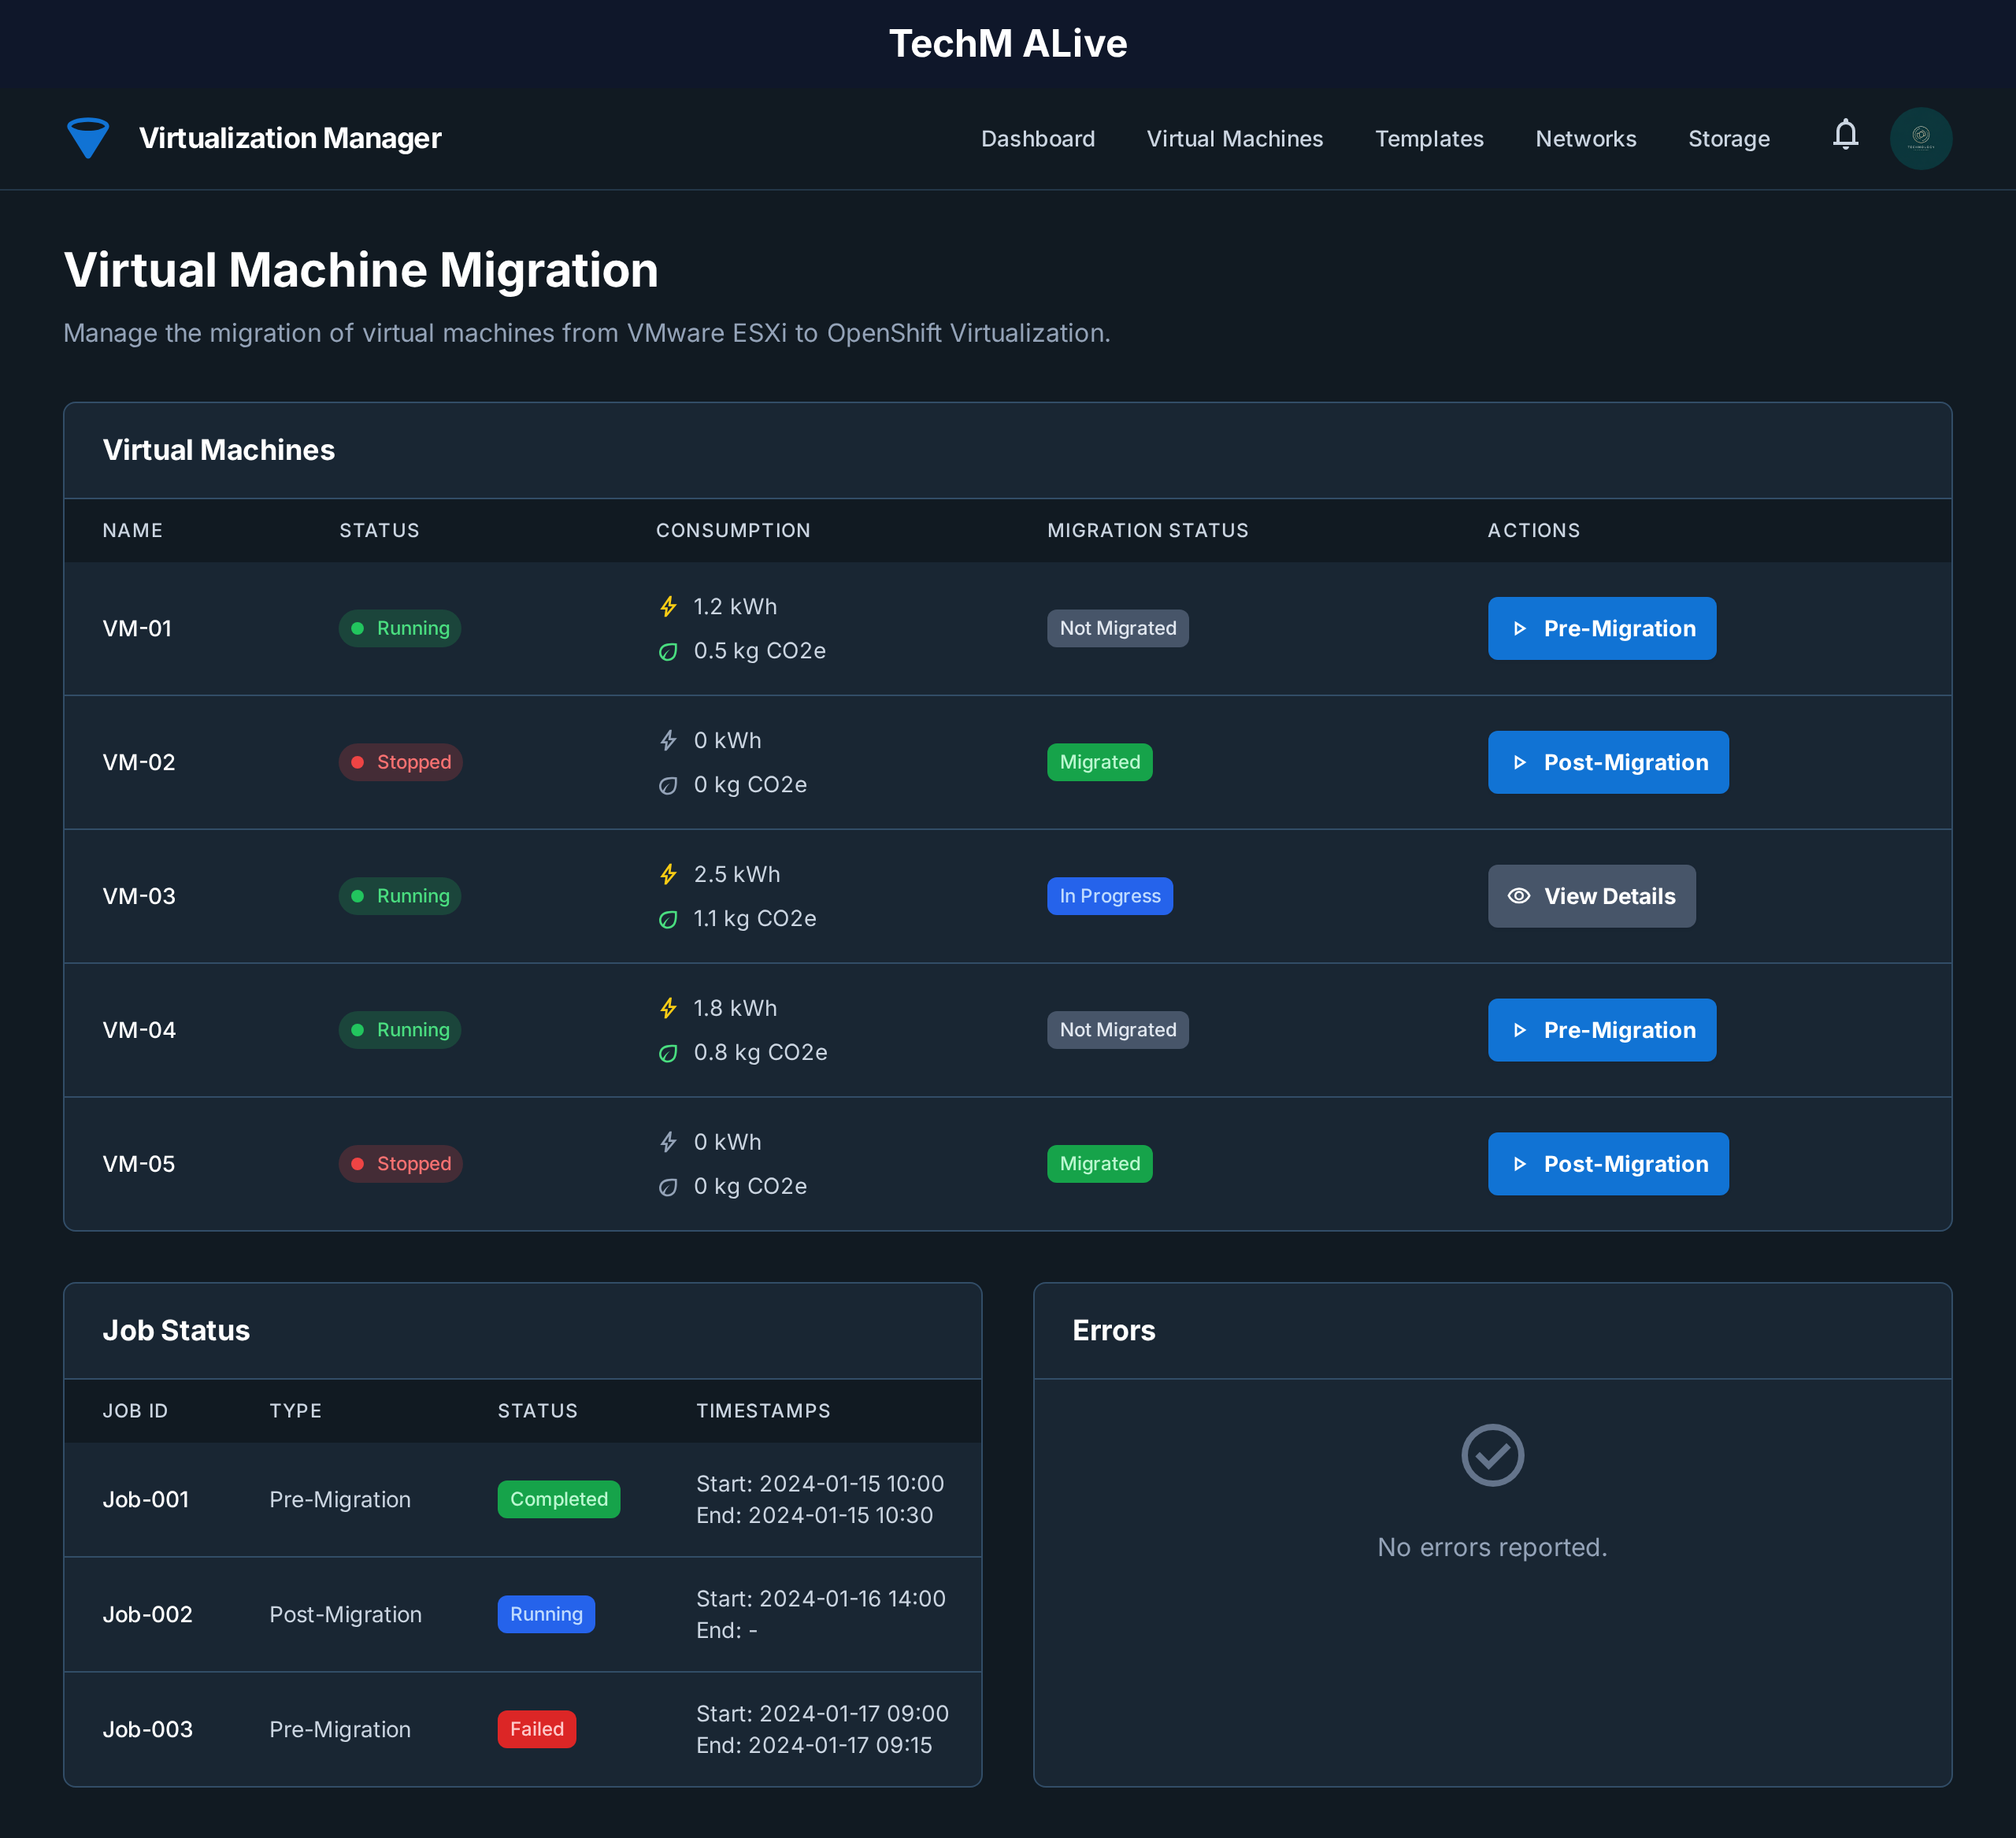 TechM ALive
Virtualization Manager
Dashboard
Virtual Machines
Templates
Networks
Storage
Virtual Machine Migration
Manage the migration of virtual machines from VMware ESXi to OpenShift Virtualization.
Virtual Machines
NAME STATUS CONSUMPTION MIGRATION STATUS ACTIONS
VM-01 Running 1.2 kWh Not Migrated Pre-Migration
0.5 kg CO2e
VM-02 Stopped 0 kWh Migrated Post-Migration
0 kg CO2e
VM-03 Running 2.5 kWh In Progress View Details
1.1 kg CO2e
VM-04 Running 1.8 kWh Not Migrated Pre-Migration
0.8 kg CO2e
VM-05 Stopped 0 kWh Migrated Post-Migration
0 kg CO2e
Job Status
JOB ID TYPE STATUS TIMESTAMPS
Job-001 Pre-Migration Completed Start: 2024-01-15 10:00
End: 2024-01-15 10:30
Job-002 Post-Migration Running Start: 2024-01-16 14:00
End: -
Job-003 Pre-Migration Failed Start: 2024-01-17 09:00
End: 2024-01-17 09:15
Errors
No errors reported.